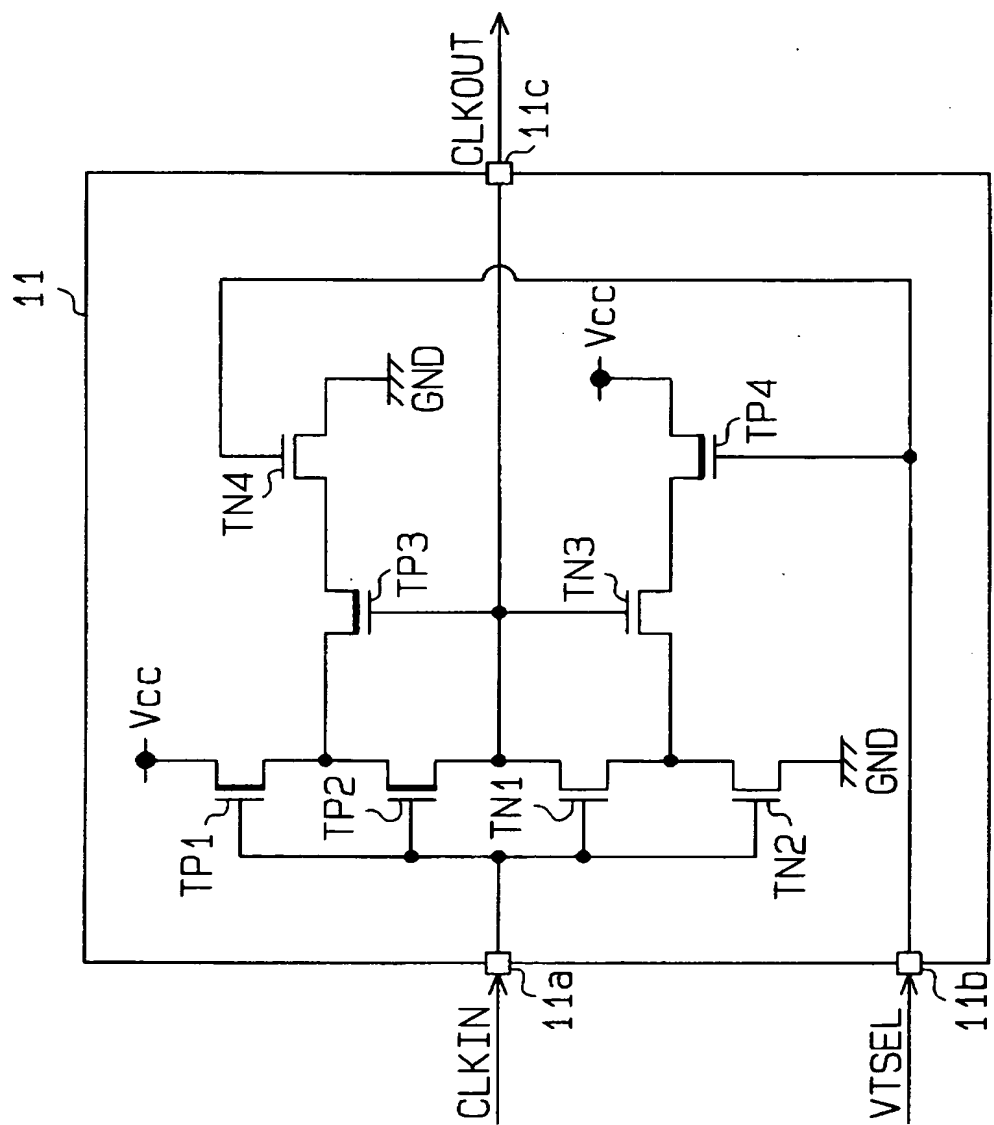 11
CLKOUT
11c
TN4
GND
Vcc
TP4
TP3
TN3
Vcc
TP1
TP2
TN1
TN2
GND
CLKIN
11a
VTSEL
11b